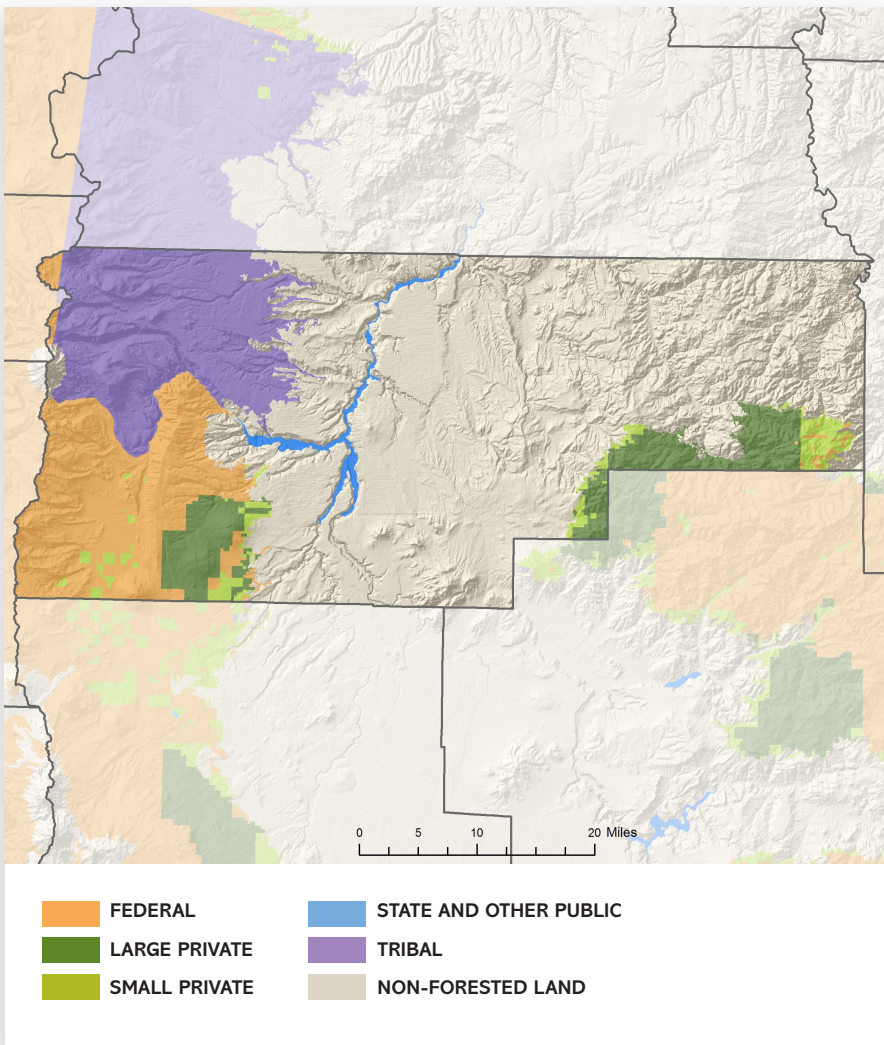 0 5 10 20 Miles
FEDERAL
LARGE PRIVATE
SMALL PRIVATE
STATE AND OTHER PUBLIC
TRIBAL
NON-FORESTED LAND